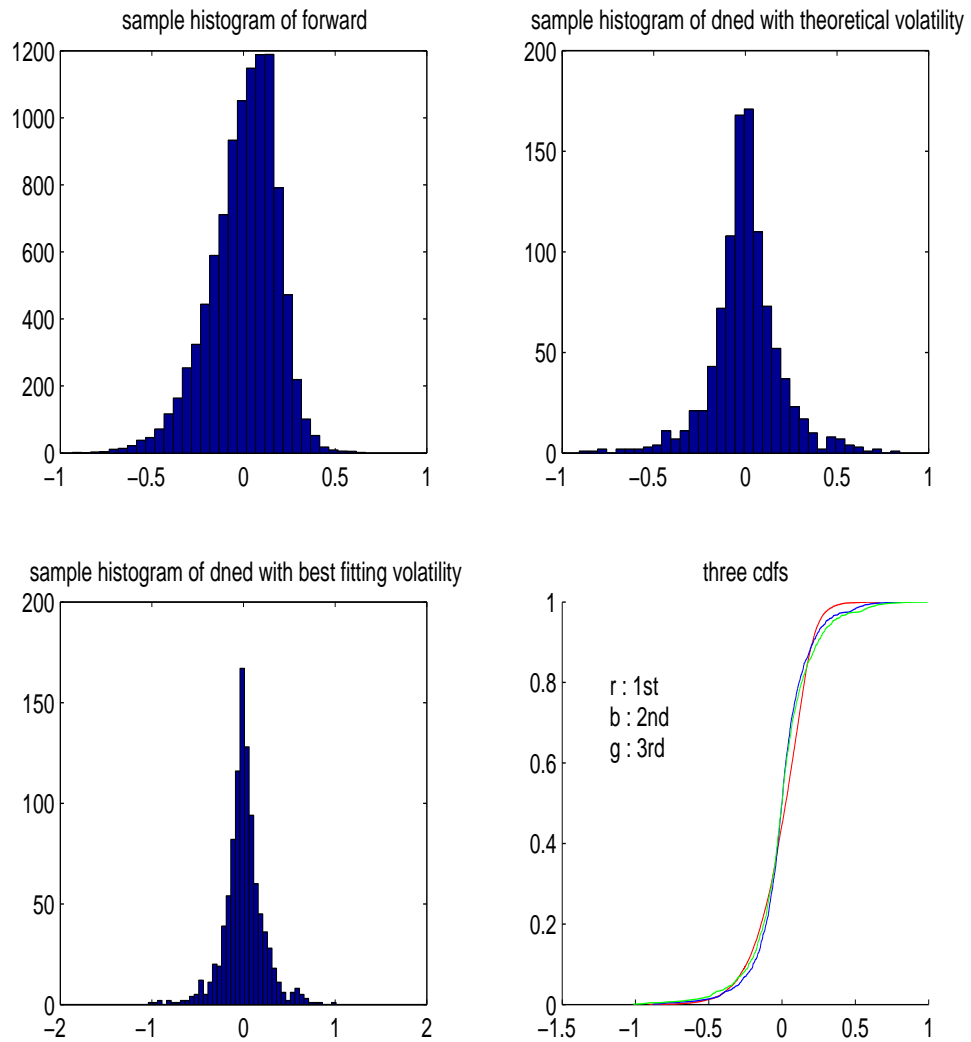 sample histogram of forward
1200
1000
800
600
400
200
0
−1 −0.5 0 0.5 1
sample histogram of dned with theoretical volatility
200
150
100
50
0
−1 −0.5 0 0.5 1
sample histogram of dned with best fitting volatility
200
150
100
50
0
−2 −1 0 1 2
three cdfs
1
0.8
0.6
0.4
0.2
0
r : 1st
b : 2nd
g : 3rd
−1.5 −1 −0.5 0 0.5 1